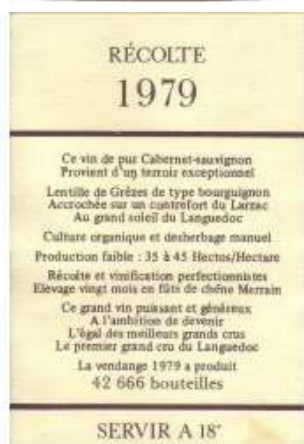 RÉCOLTE
1979
Ce vin de pur Cabernet-sauvignon
Provient d'un terroir exceptionnel
Lentille de Grèzes de type bourguignon
Accrochée sur un contrefort du Larzac
Au grand soleil du Languedoc
Culture organique et desherbage manuel
Production faible : 35 à 45 Hectos/Hectare
Récolte et vinification perfectionnistes
Elevage vingt mois en fûts de chêne Merrain
Ce grand vin puissant et généreux
A l'ambition de devenir
L'égal des meilleurs grands crus
Le premier grand cru du Languedoc
La vendange 1979 a produit
42 666 bouteilles
SERVIR A 18°